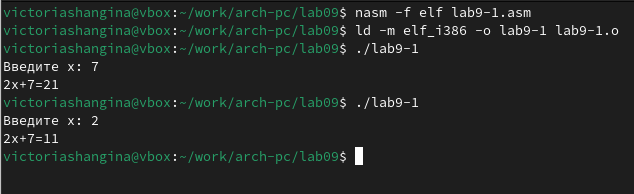 victoriashangina@vbox:~/work/arch-pc/lab09$ nasm -f elf lab9-1.asm
victoriashangina@vbox:~/work/arch-pc/lab09$ ld -m elf_i386 -o lab9-1 lab9-1.o
victoriashangina@vbox:~/work/arch-pc/lab09$ ./lab9-1
Введите x: 7
2x+7=21
victoriashangina@vbox:~/work/arch-pc/lab09$ ./lab9-1
Введите x: 2
2x+7=11
victoriashangina@vbox:~/work/arch-pc/lab09$